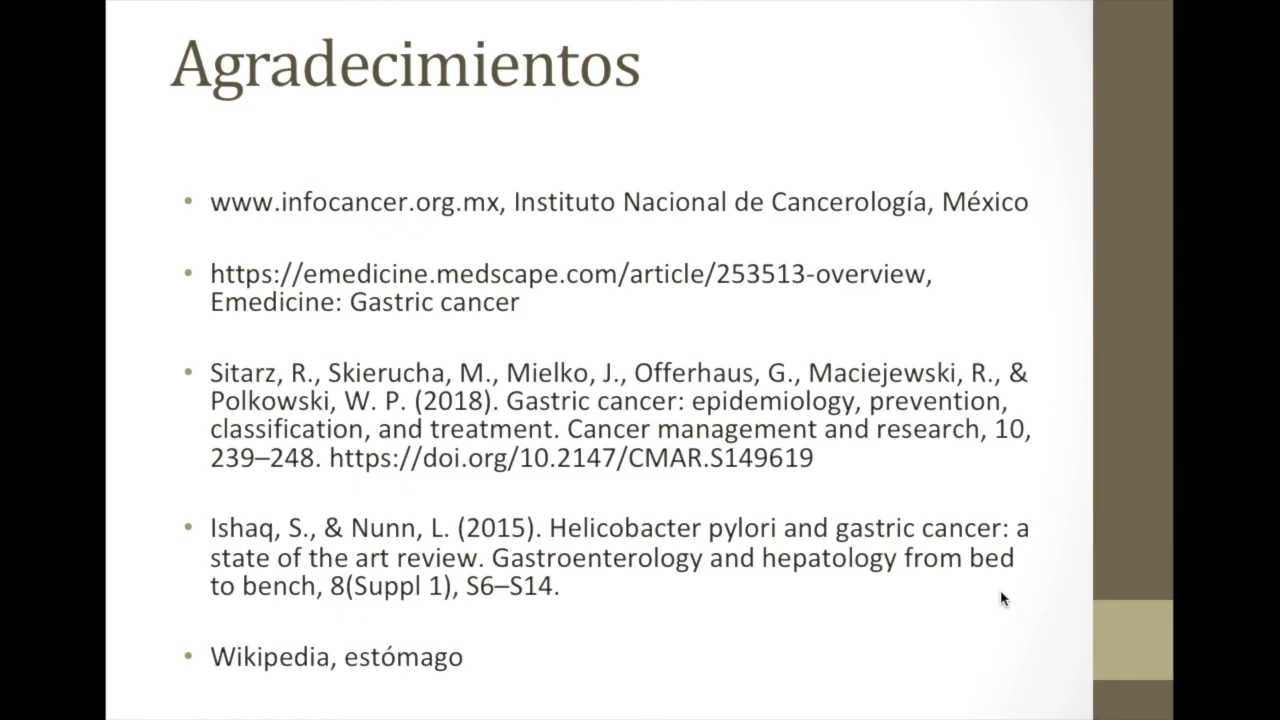 Agradecimientos
• www.infocancer.org.mx, Instituto Nacional de Cancerología, México
• https://emedicine.medscape.com/article/253513-overview,
Emedicine: Gastric cancer
• Sitarz, R., Skierucha, M., Mielko, J., Offerhaus, G., Maciejewski, R., &
Polkowski, W. P. (2018). Gastric cancer: epidemiology, prevention,
classification, and treatment. Cancer management and research, 10,
239–248. https://doi.org/10.2147/CMAR.S149619
• Ishaq, S., & Nunn, L. (2015). Helicobacter pylori and gastric cancer: a
state of the art review. Gastroenterology and hepatology from bed
to bench, 8(Suppl 1), S6–S14.
• Wikipedia, estómago